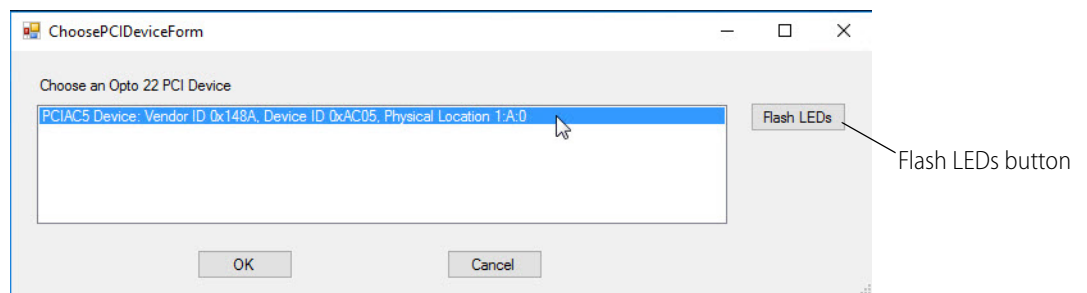 ChoosePCIDeviceForm
Choose an Opto 22 PCI Device
PCIAC5 Device: Vendor ID 0x148A, Device ID 0xAC05, Physical Location 1:A:0
Flash LEDs
Flash LEDs button
OK
Cancel